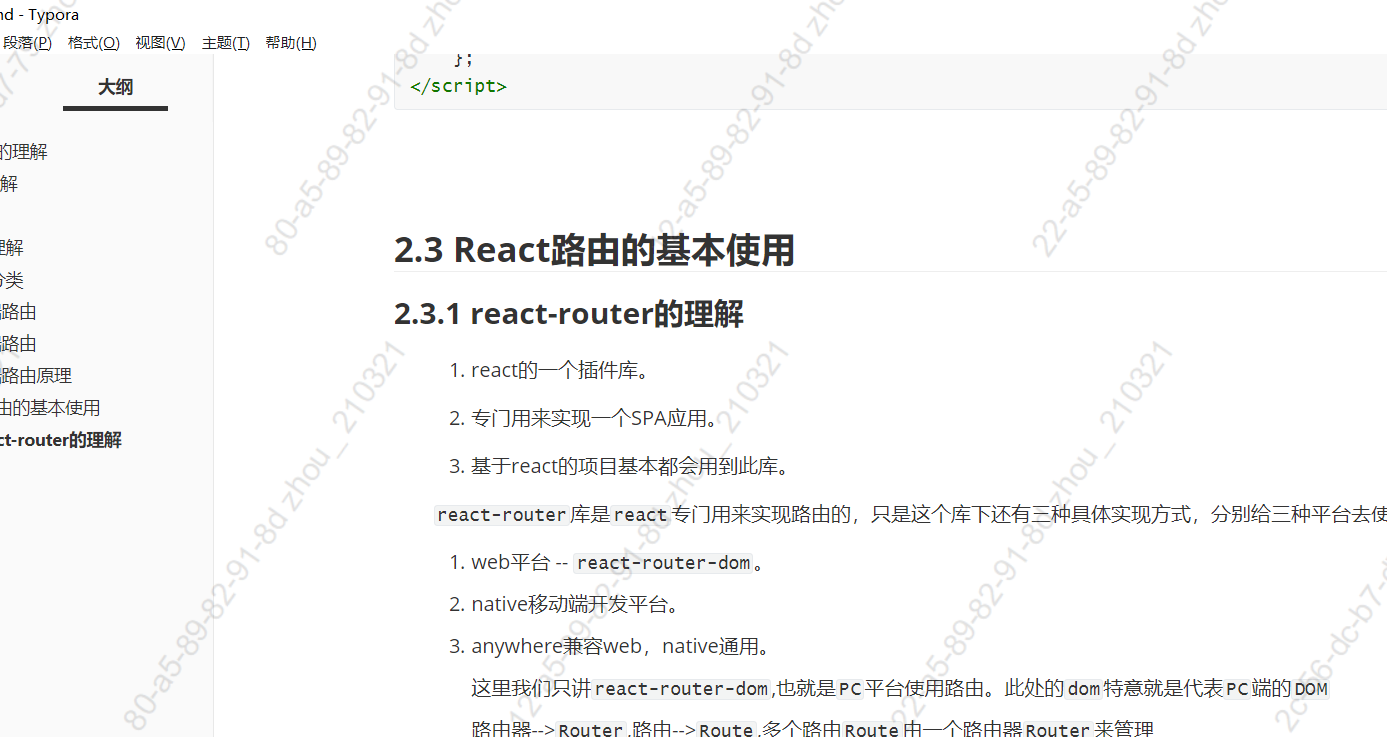 nd - Typora
段落(P) 格式(O) 视图(V) 主题(T) 帮助(H)
大纲
的理解
解
理解
分类
路由
路由
路由原理
由的基本使用
ct-router的理解
};
</script>
2.3 React路由的基本使用
2.3.1 react-router的理解
1. react的一个插件库。
2. 专门用来实现一个SPA应用。
3. 基于react的项目基本都会用到此库。
react-router库是react专门用来实现路由的，只是这个库下还有三种具体实现方式，分别给三种平台去使
1. web平台 -- react-router-dom。
2. native移动端开发平台。
3. anywhere兼容web，native通用。
这里我们只讲react-router-dom,也就是PC平台使用路由。此处的dom特意就是代表PC端的DOM
路由器-->Router,路由-->Route,多个路由Route由一个路由器Router来管理
80-a5-89-82-91-8d zhou_ 210321
22-a5-89-82-91-8d zhou_ 210321